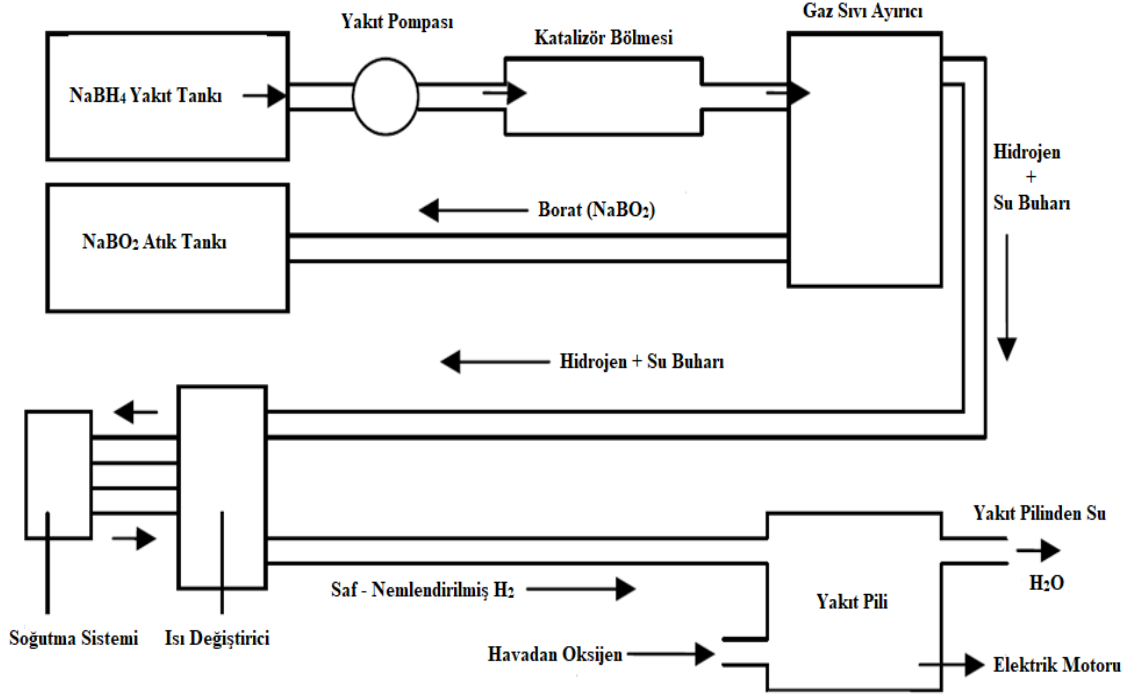 Yakıt Pompası
Katalizör Bölmesi
Gaz Sıvı Ayırıcı
NaBH₄ Yakıt Tankı
Hidrojen
+
Su Buharı
Borat (NaBO₂)
NaBO₂ Atık Tankı
Hidrojen + Su Buharı
Yakıt Pilinden Su
H₂O
Saf - Nemlendirilmiş H₂
Yakıt Pili
Soğutma Sistemi
Isı Değiştirici
Havadan Oksijen
Elektrik Motoru